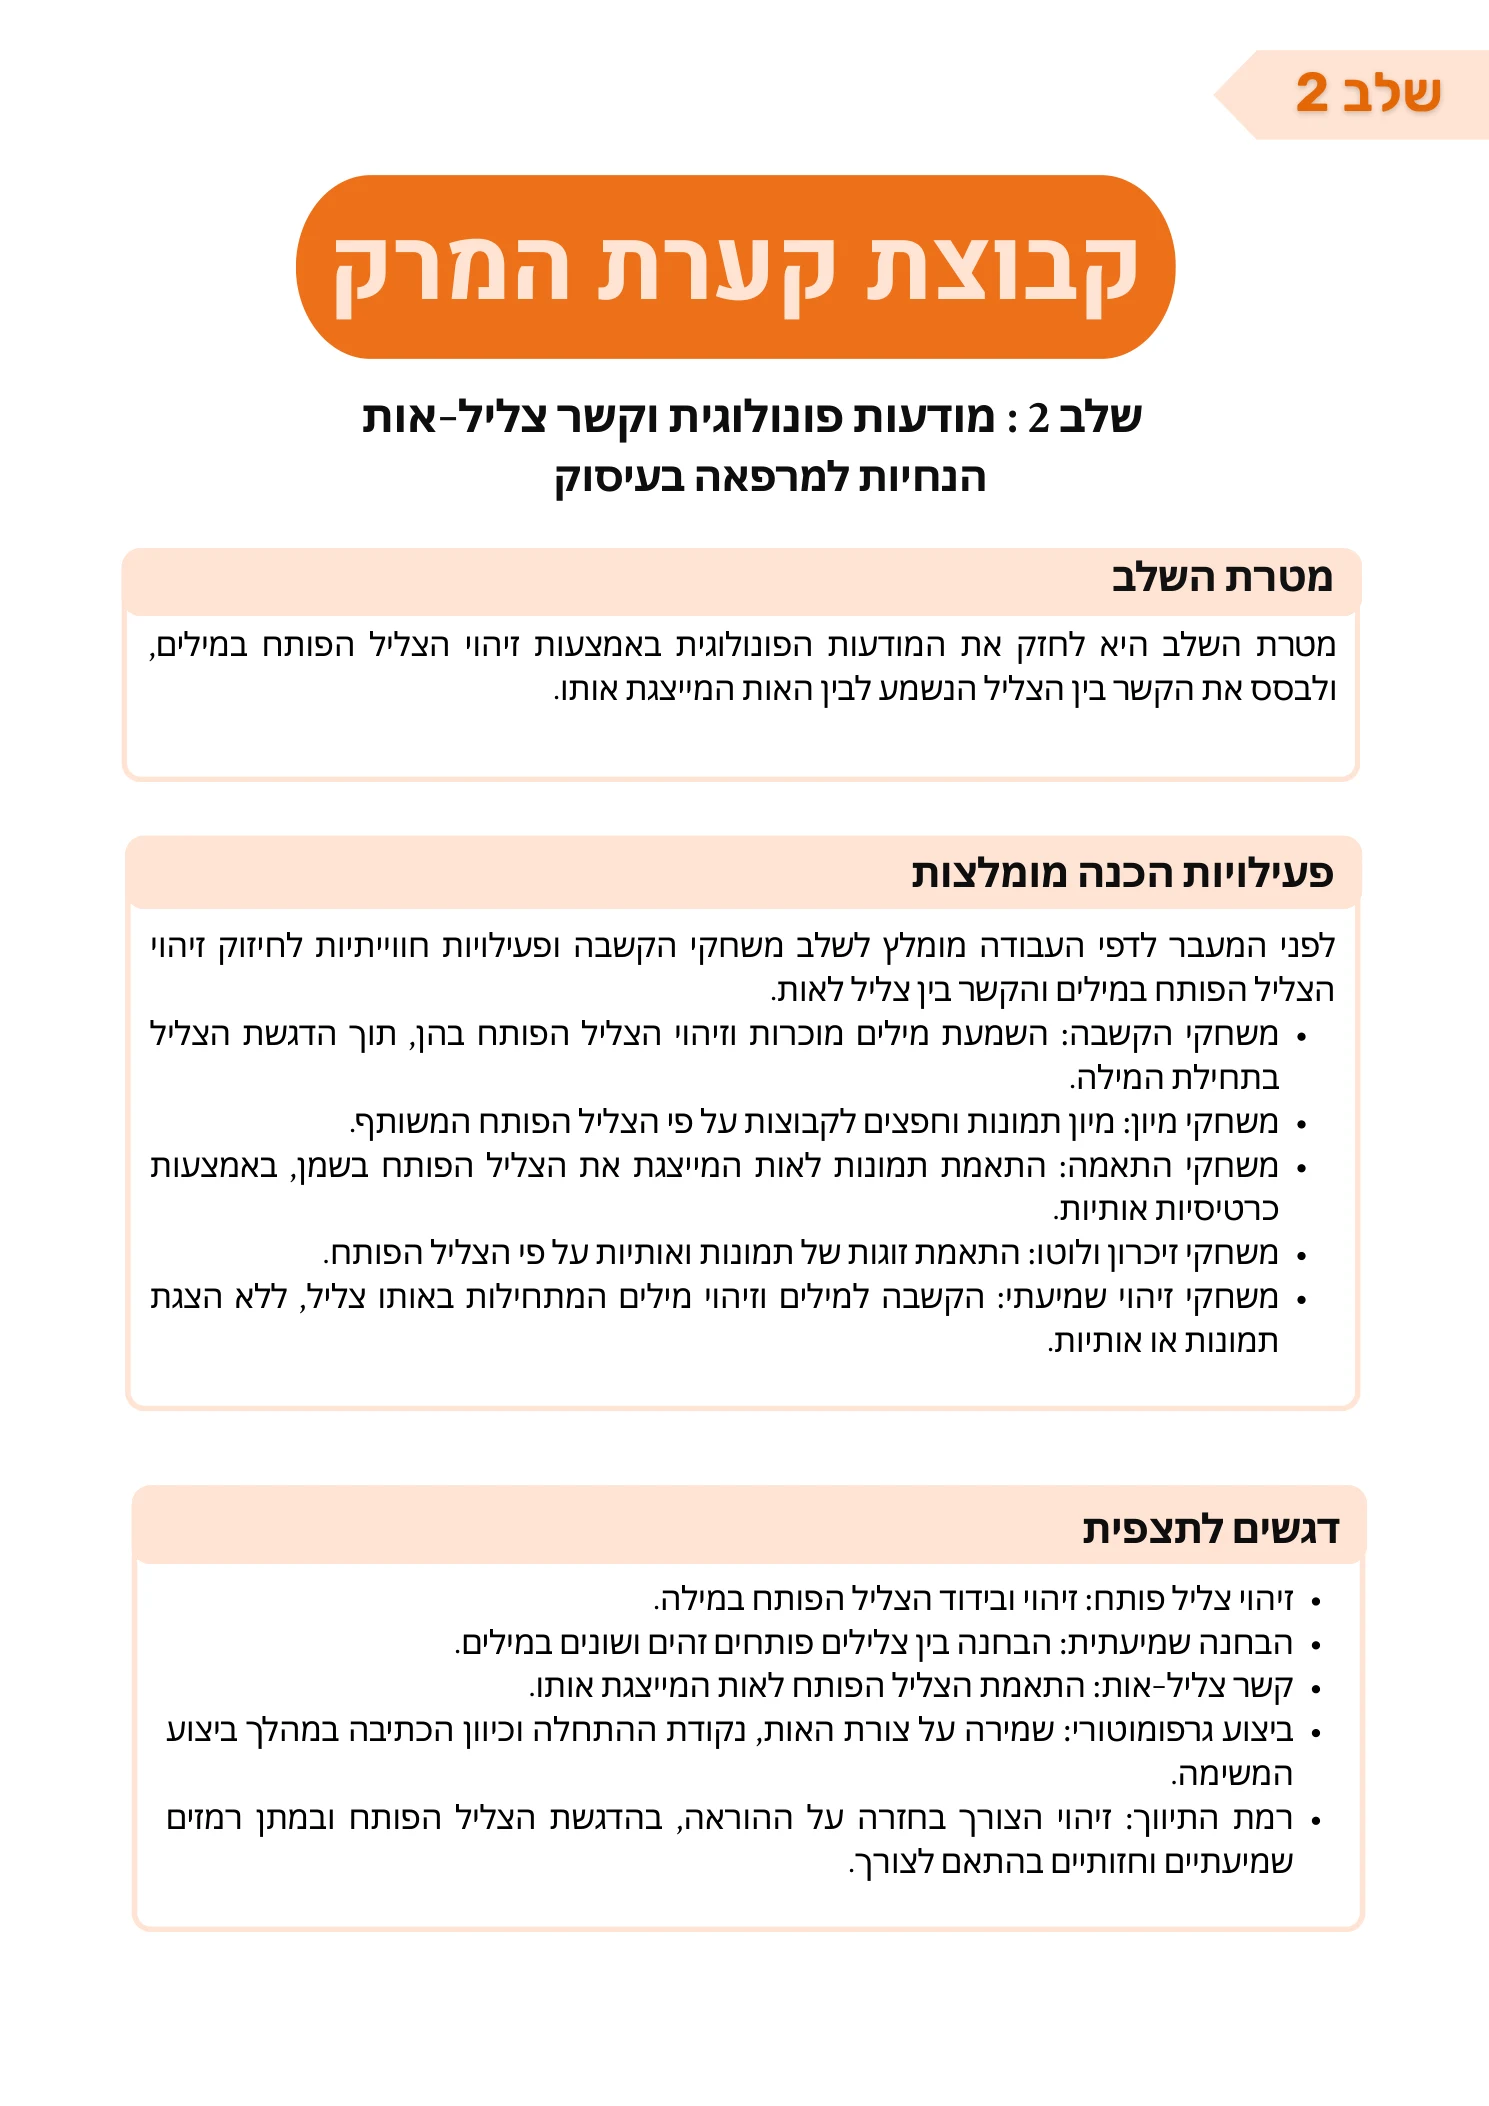 שלב 2
קבוצת קערת המרק
שלב 2 : מודעות פונולוגית וקשר צליל-אות
הנחיות למרפאה בעיסוק
מטרת השלב
מטרת השלב היא לחזק את המודעות הפונולוגית באמצעות זיהוי הצליל הפותח במילים,
ולבסס את הקשר בין הצליל הנשמע לבין האות המייצגת אותו.
פעילויות הכנה מומלצות
לפני המעבר לדפי העבודה מומלץ לשלב משחקי הקשבה ופעילויות חווייתיות לחיזוק זיהוי
הצליל הפותח במילים והקשר בין צליל לאות.
• משחקי הקשבה: השמעת מילים מוכרות וזיהוי הצליל הפותח בהן, תוך הדגשת הצליל
בתחילת המילה.
• משחקי מיון: מיון תמונות וחפצים לקבוצות על פי הצליל הפותח המשותף.
• משחקי התאמה: התאמת תמונות לאות המייצגת את הצליל הפותח בשמן, באמצעות
כרטיסיות אותיות.
• משחקי זיכרון ולוטו: התאמת זוגות של תמונות ואותיות על פי הצליל הפותח.
• משחקי זיהוי שמיעתי: הקשבה למילים וזיהוי מילים המתחילות באותו צליל, ללא הצגת
תמונות או אותיות.
דגשים לתצפית
• זיהוי צליל פותח: זיהוי ובידוד הצליל הפותח במילה.
• הבחנה שמיעתית: הבחנה בין צלילים פותחים זהים ושונים במילים.
• קשר צליל-אות: התאמת הצליל הפותח לאות המייצגת אותו.
• ביצוע גרפומוטורי: שמירה על צורת האות, נקודת ההתחלה וכיוון הכתיבה במהלך ביצוע
המשימה.
• רמת התיווך: זיהוי הצורך בחזרה על ההוראה, בהדגשת הצליל הפותח ובמתן רמזים
שמיעתיים וחזותיים בהתאם לצורך.